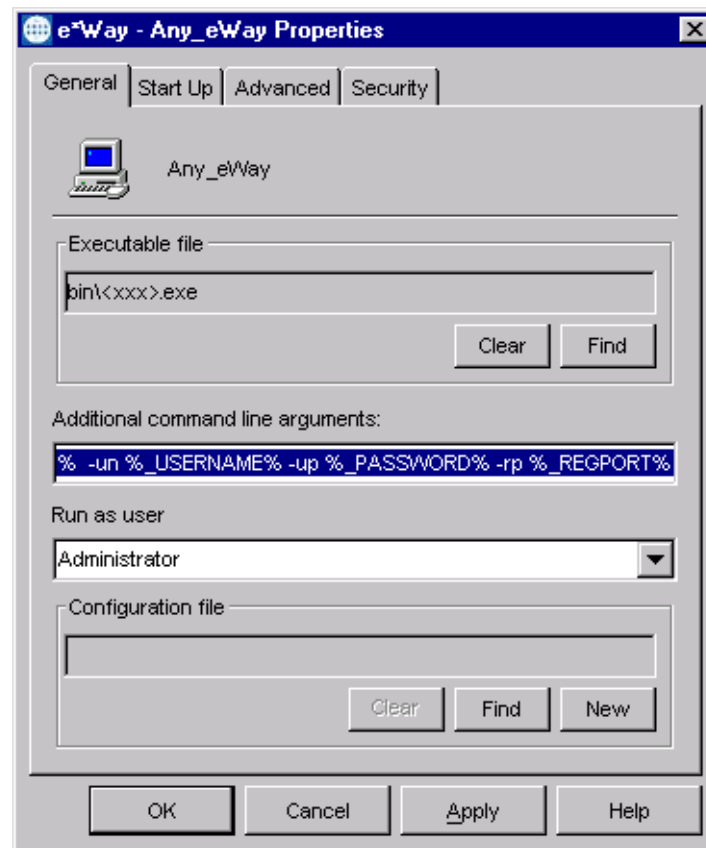 e*Way - Any_eWay Properties
General Start Up Advanced Security
Any_eWay
Executable file
bin\<xxx>.exe
Clear Find
Additional command line arguments:
% -un %_USERNAME% -up %_PASSWORD% -rp %_REGPORT%
Run as user
Administrator
Configuration file
Clear Find New
OK Cancel Apply Help